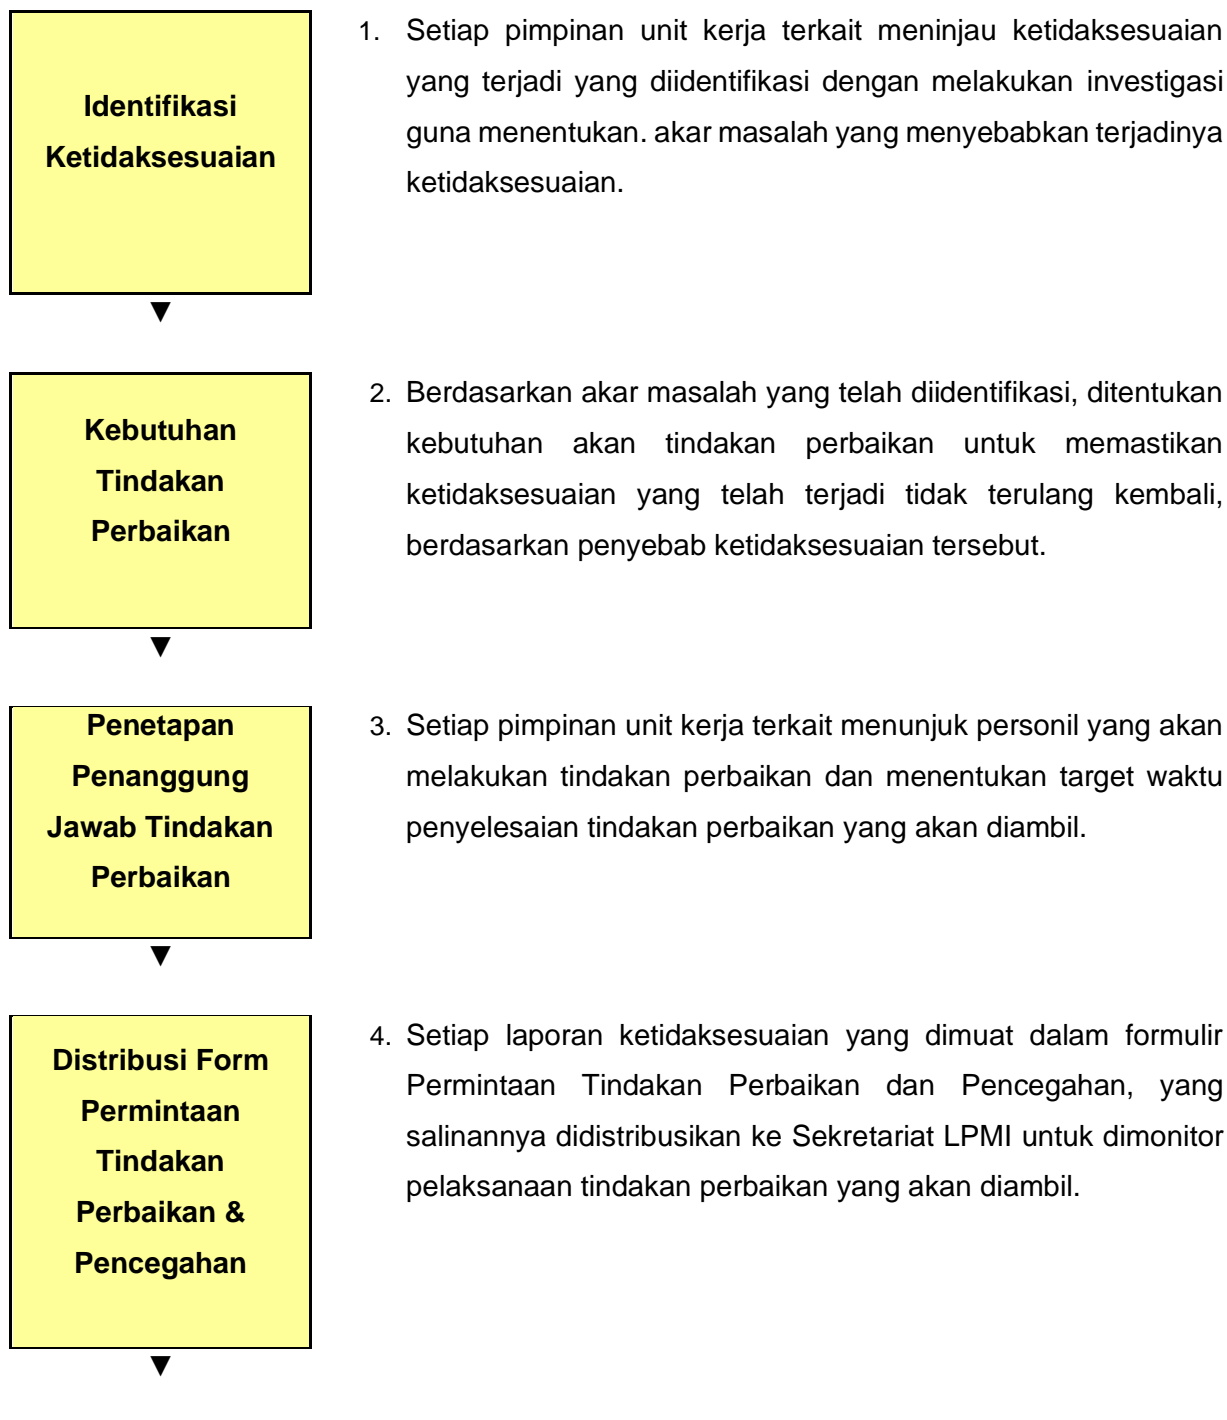 Identifikasi
Ketidaksesuaian
1. Setiap pimpinan unit kerja terkait meninjau ketidaksesuaian
yang terjadi yang diidentifikasi dengan melakukan investigasi
guna menentukan. akar masalah yang menyebabkan terjadinya
ketidaksesuaian.
▼
Kebutuhan
Tindakan
Perbaikan
2. Berdasarkan akar masalah yang telah diidentifikasi, ditentukan
kebutuhan akan tindakan perbaikan untuk memastikan
ketidaksesuaian yang telah terjadi tidak terulang kembali,
berdasarkan penyebab ketidaksesuaian tersebut.
▼
Penetapan
Penanggung
Jawab Tindakan
Perbaikan
3. Setiap pimpinan unit kerja terkait menunjuk personil yang akan
melakukan tindakan perbaikan dan menentukan target waktu
penyelesaian tindakan perbaikan yang akan diambil.
▼
Distribusi Form
Permintaan
Tindakan
Perbaikan &
Pencegahan
4. Setiap laporan ketidaksesuaian yang dimuat dalam formulir
Permintaan Tindakan Perbaikan dan Pencegahan, yang
salinannya didistribusikan ke Sekretariat LPMI untuk dimonitor
pelaksanaan tindakan perbaikan yang akan diambil.
▼